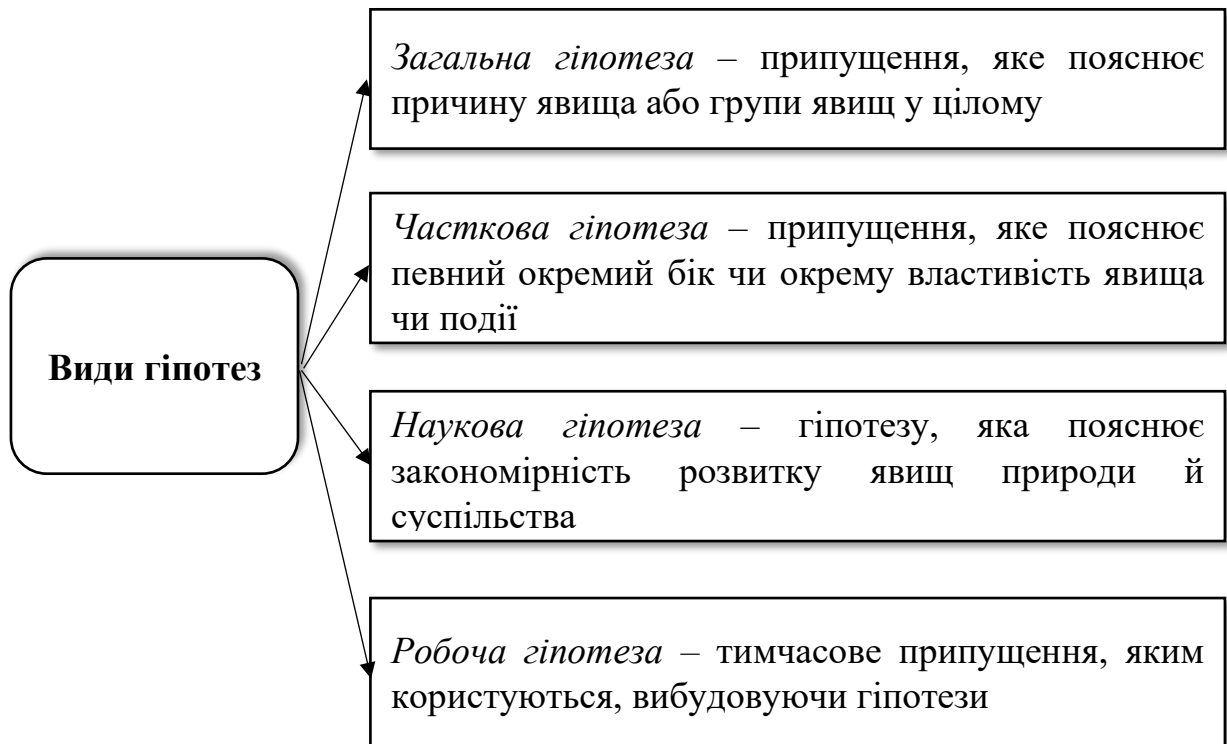 Загальна гіпотеза – припущення, яке пояснює
причину явища або групи явищ у цілому
Часткова гіпотеза – припущення, яке пояснює
певний окремий бік чи окрему властивість явища
чи події
Види гіпотез
Наукова гіпотеза – гіпотезу, яка пояснює
закономірність розвитку явищ природи й
суспільства
Робоча гіпотеза – тимчасове припущення, яким
користуються, вибудовуючи гіпотези